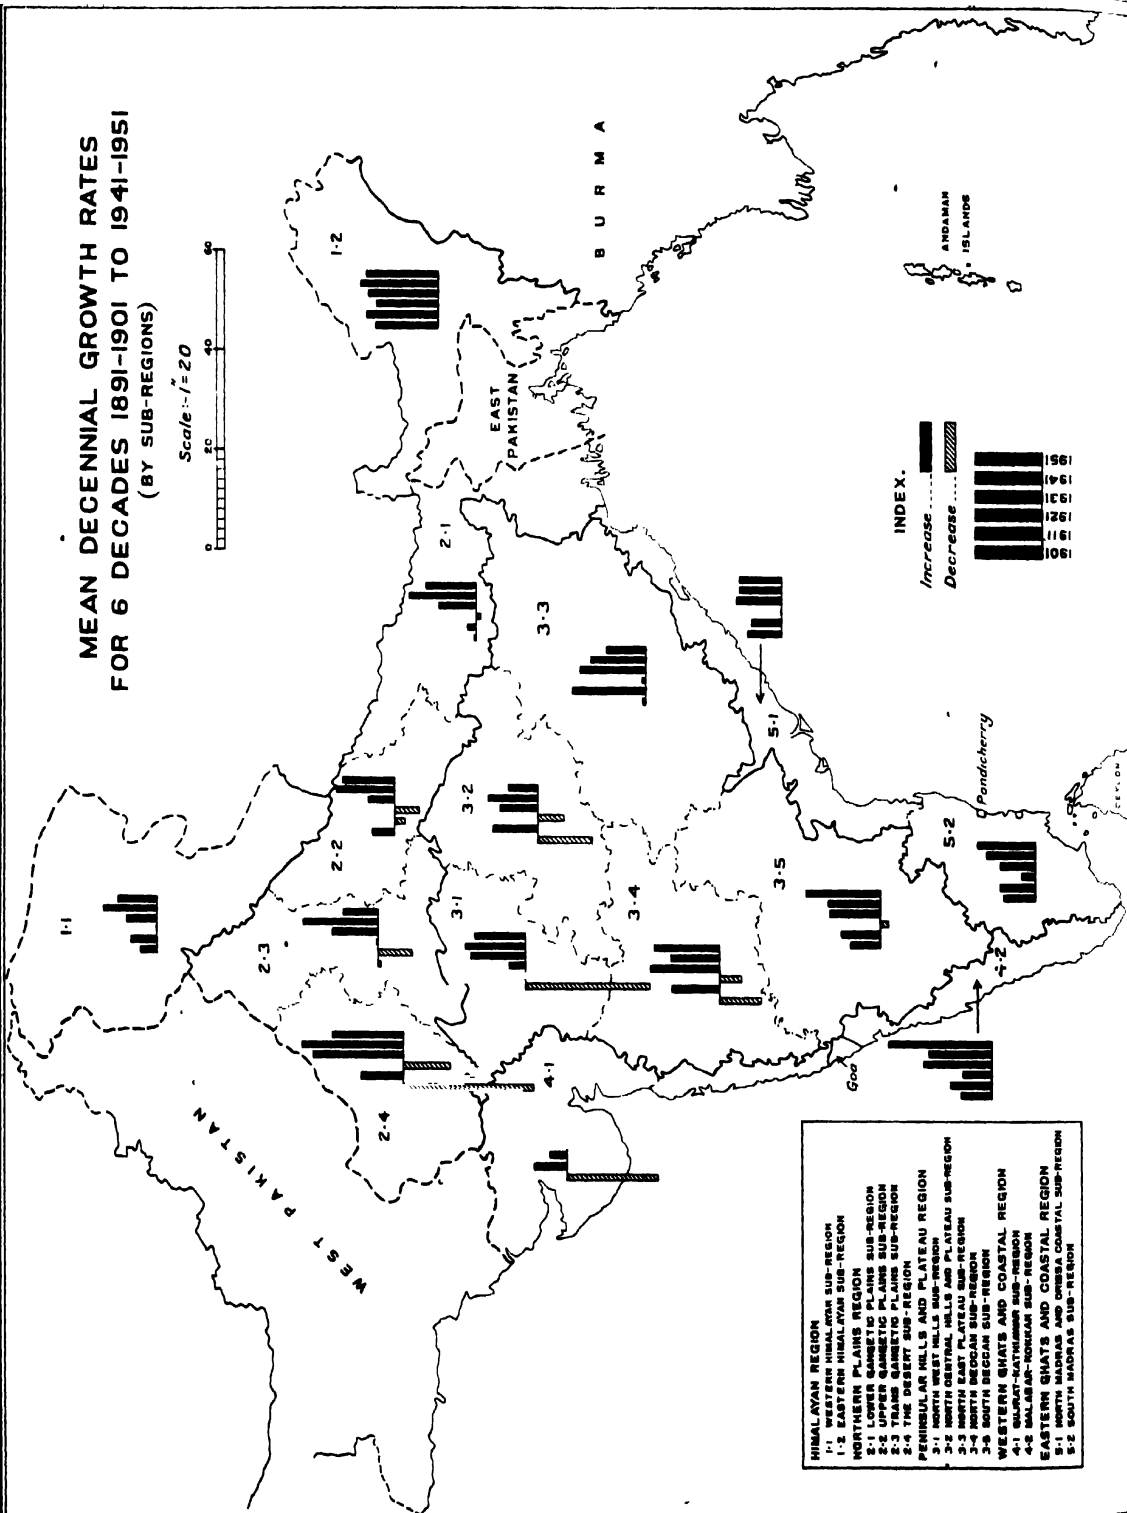 MEAN DECENNIAL GROWTH RATES
FOR 6 DECADES 1891-1901 TO 1941-1951
(BY SUB-REGIONS)
Scale:- 1"=20
0 20 40 60
1·1
1·2
2·1
2·2
2·3
2·4
3·1
3·2
3·3
3·4
3·5
4·1
4·2
5·1
5·2
WEST PAKISTAN
EAST
PAKISTAN
BURMA
ANDAMAN
ISLANDS
Goa
Pondicherry
CEYLON
INDEX.
Increase ....
Decrease ....
1901
1911
1921
1931
1941
1951
HIMALAYAN REGION
1·1 WESTERN HIMALAYAN SUB-REGION
1·2 EASTERN HIMALAYAN SUB-REGION
NORTHERN PLAINS REGION
2·1 LOWER GANGETIC PLAINS SUB-REGION
2·2 UPPER GANGETIC PLAINS SUB-REGION
2·3 TRANS GANGETIC PLAINS SUB-REGION
2·4 THE DESERT SUB-REGION
PENINSULAR HILLS AND PLATEAU REGION
3·1 NORTH WEST HILLS SUB-REGION
3·2 NORTH CENTRAL HILLS AND PLATEAU SUB-REGION
3·3 NORTH EAST PLATEAU SUB-REGION
3·4 NORTH DECCAN SUB-REGION
3·5 SOUTH DECCAN SUB-REGION
WESTERN GHATS AND COASTAL REGION
4·1 GUJRAT-KATHIAWAR SUB-REGION
4·2 MALABAR-KONKAN SUB-REGION
EASTERN GHATS AND COASTAL REGION
5·1 NORTH MADRAS AND ORISSA COASTAL SUB-REGION
5·2 SOUTH MADRAS SUB-REGION